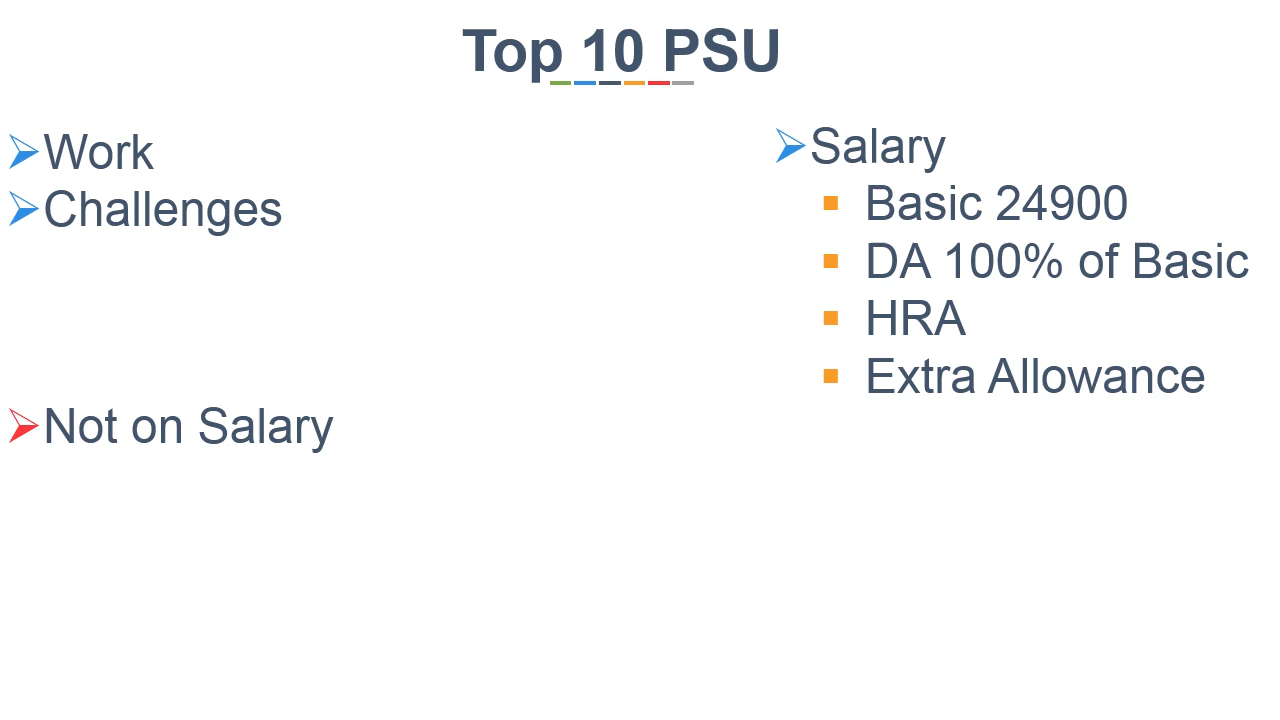 Top 10 PSU
Work
Challenges
Not on Salary
Salary
Basic 24900
DA 100% of Basic
HRA
Extra Allowance